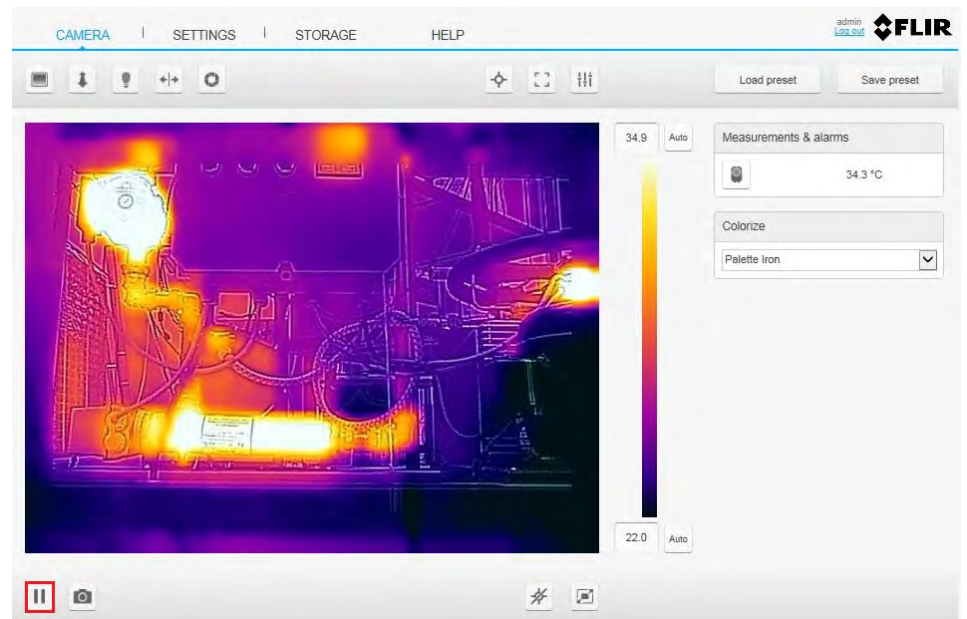 CAMERA
SETTINGS
STORAGE
HELP
admin
Log out
FLIR
Load preset
Save preset
34.9
Auto
Measurements & alarms
34.3 °C
Colorize
Palette Iron
22.0
Auto